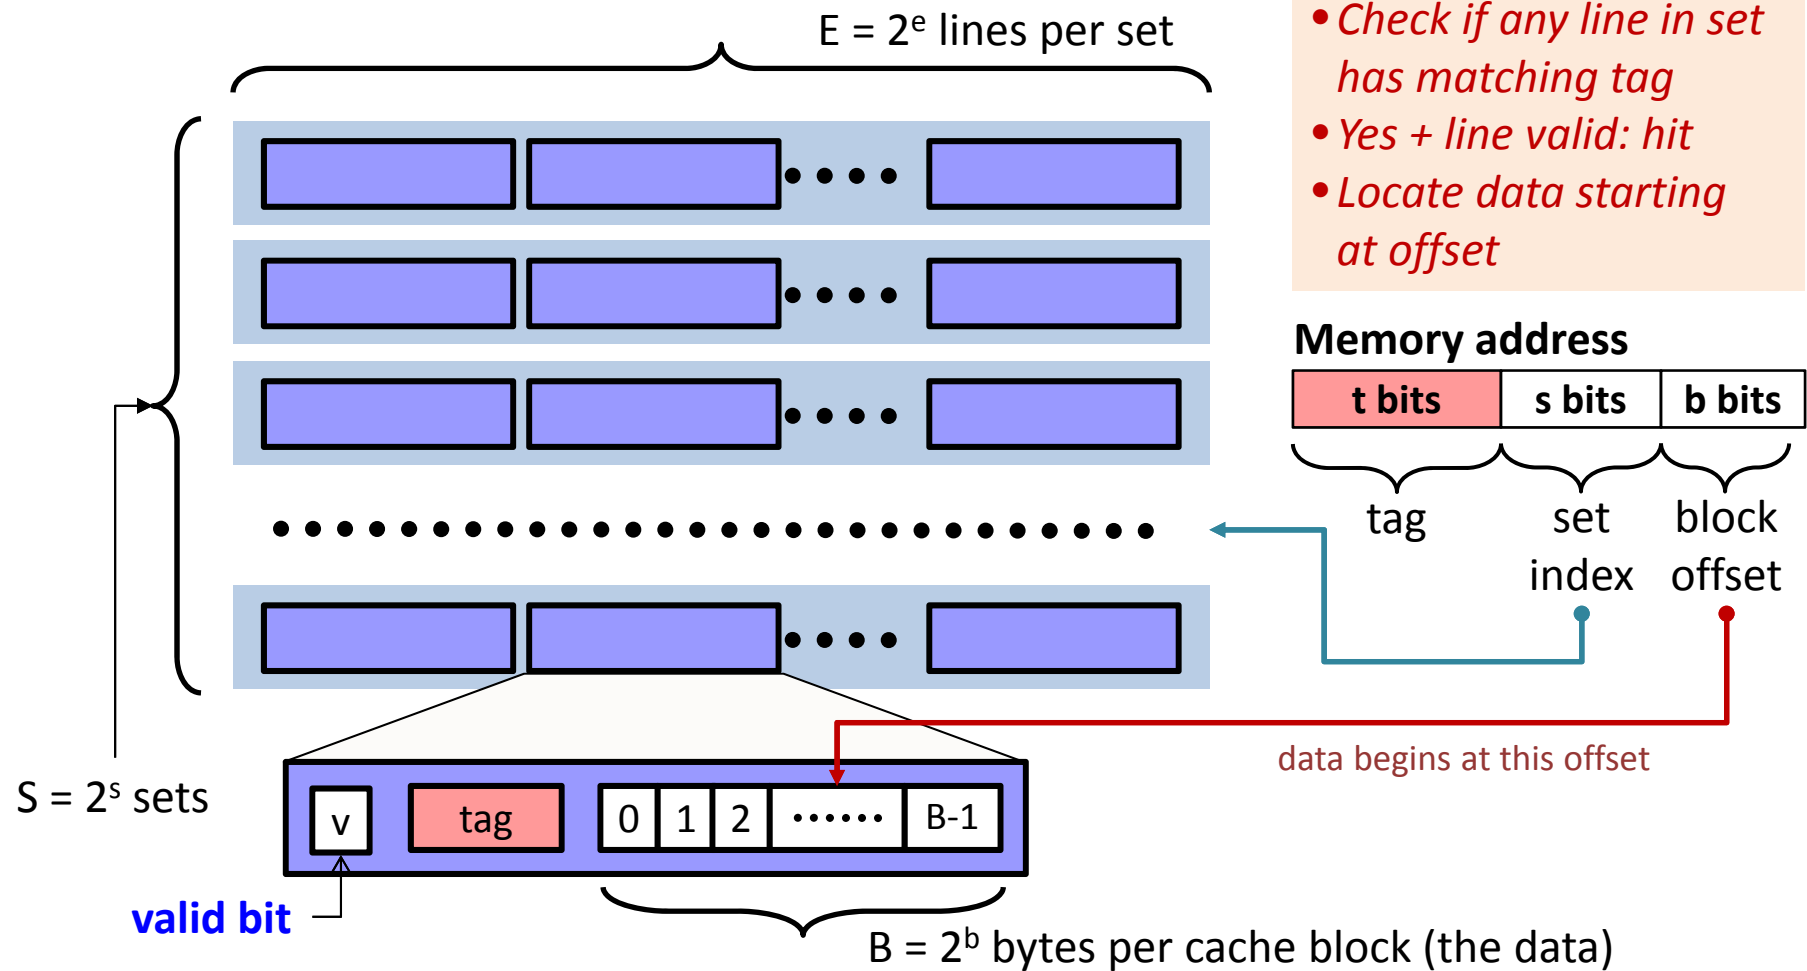 E = 2ᵉ lines per set
• Check if any line in set
has matching tag
• Yes + line valid: hit
• Locate data starting
at offset
Memory address
t bits s bits b bits
tag set block
index offset
data begins at this offset
S = 2ˢ sets
v tag 0 1 2 •••••• B-1
valid bit
B = 2ᵇ bytes per cache block (the data)